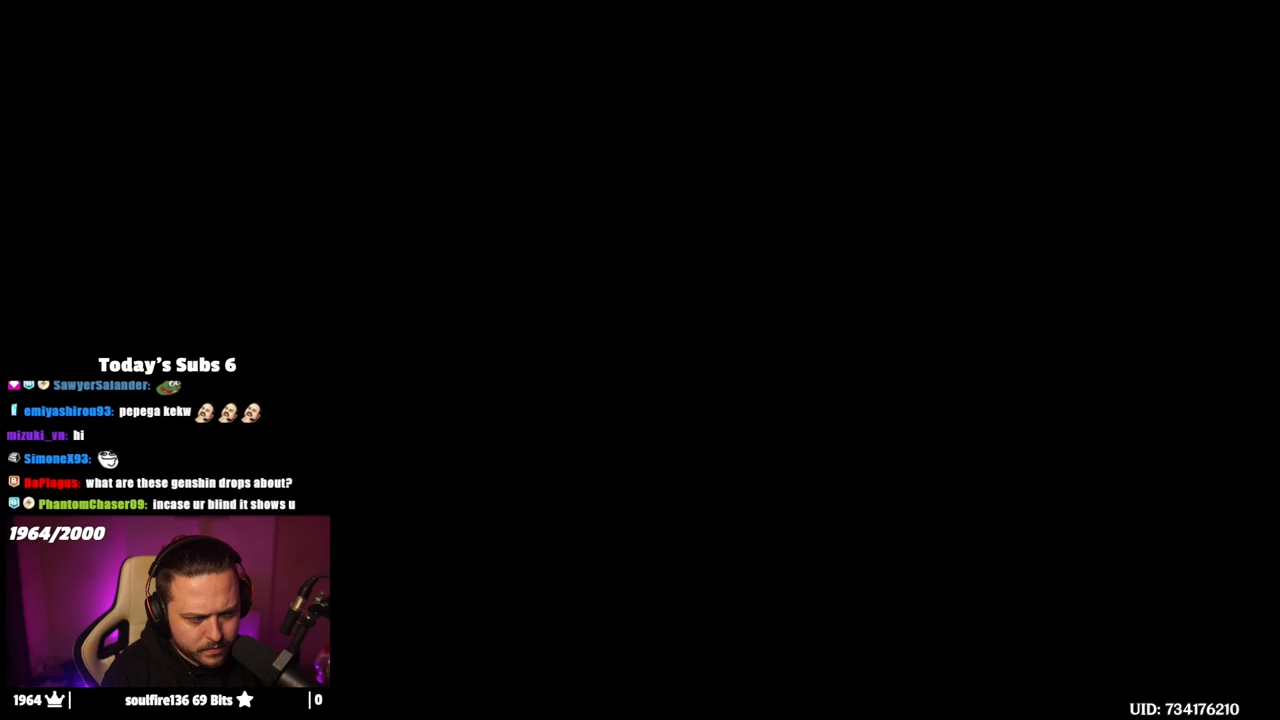 Today's Subs 6
SawyerSalander:
emiyashirou93: pepega kekw
mizuki_vn: hi
SimoneX93:
DaPlagus: what are these genshin drops about?
PhantomChaser09: incase ur blind it shows u
1964/2000
1964 | soulfire136 69 Bits | 0
UID: 734176210